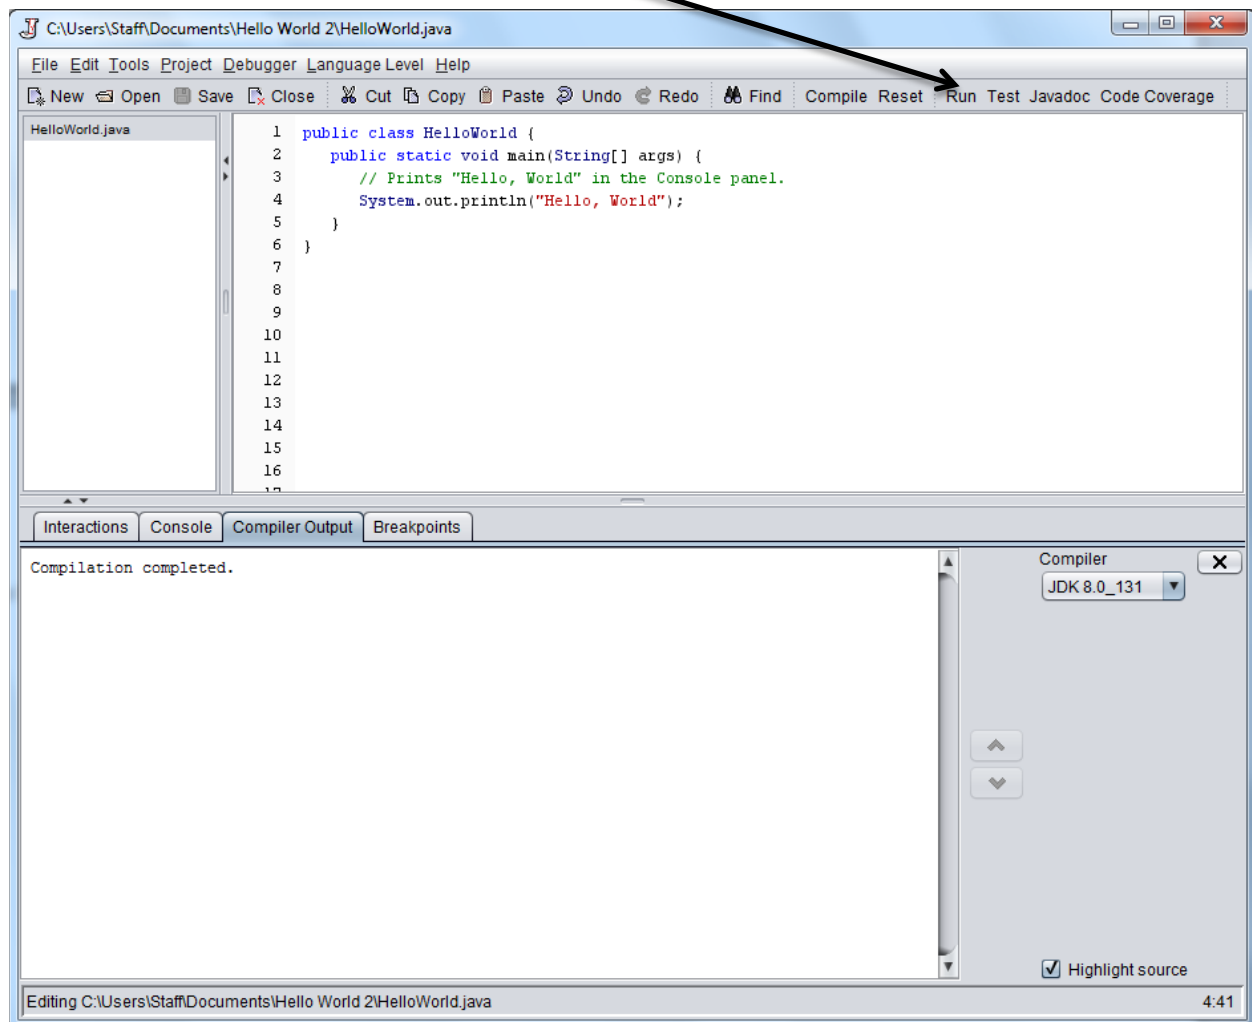 C:\Users\Staff\Documents\Hello World 2\HelloWorld.java
File Edit Tools Project Debugger Language Level Help
New Open Save Close Cut Copy Paste Undo Redo Find Compile Reset Run Test Javadoc Code Coverage
HelloWorld.java
1 public class HelloWorld {
2 public static void main(String[] args) {
3 // Prints "Hello, World" in the Console panel.
4 System.out.println("Hello, World");
5 }
6 }
7
8
9
10
11
12
13
14
15
16
17
Interactions Console Compiler Output Breakpoints
Compilation completed.
Compiler
JDK 8.0_131
Highlight source
Editing C:\Users\Staff\Documents\Hello World 2\HelloWorld.java 4:41